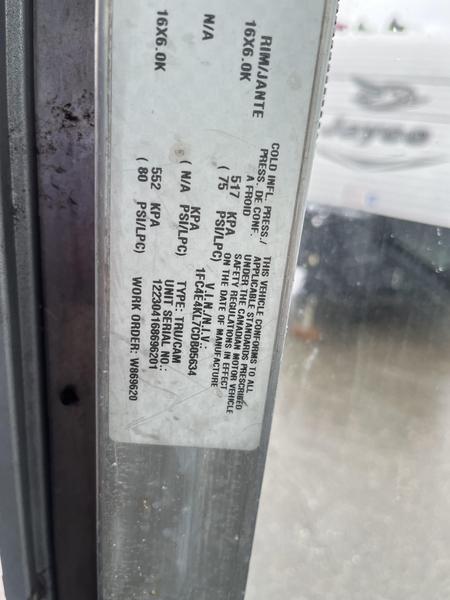 RIM/JANTE
16X6.0K
N/A
16X6.0K
COLD INFL. PRESS./
PRESS. DE CONF.
A FROID
517 KPA
( 75 PSI/LPC)
KPA
( N/A PSI/LPC)
552 KPA
( 80 PSI/LPC)
THIS VEHICLE CONFORMS TO ALL
APPLICABLE STANDARDS PRESCRIBED
UNDER THE CANADIAN MOTOR VEHICLE
SAFETY REGULATIONS IN EFFECT
ON THE DATE OF MANUFACTURE
V.I.N./N.I.V.:
1FC4E4KL7CDB05634
TYPE: TRU/CAM
UNIT SERIAL NO.:
122304168696201
WORK ORDER: W869620
Jayco